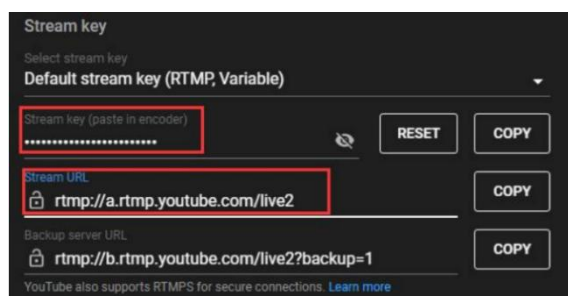 Stream key
Select stream key
Default stream key (RTMP, Variable)
Stream key (paste in encoder)
••••••••••••••••••••••••
RESET
COPY
Stream URL
rtmp://a.rtmp.youtube.com/live2
COPY
Backup server URL
rtmp://b.rtmp.youtube.com/live2?backup=1
COPY
YouTube also supports RTMPS for secure connections. Learn more